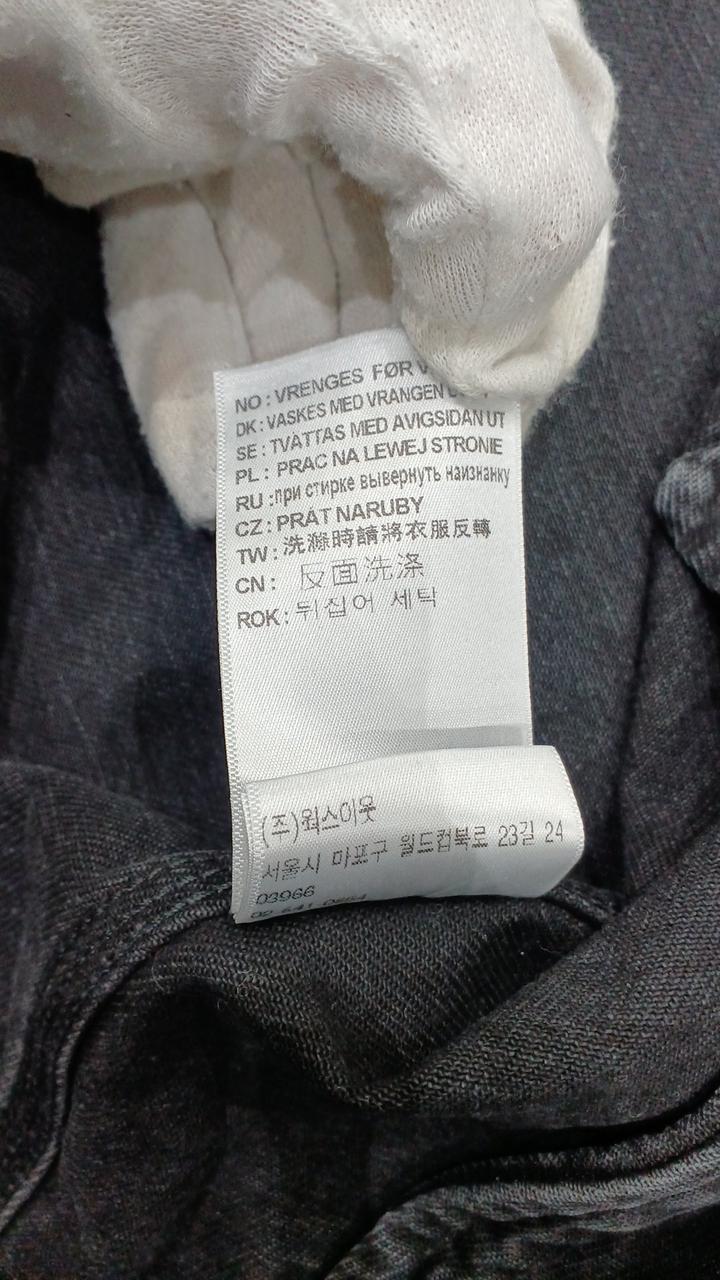 NO : VRENGES FØR
DK : VASKES MED VRANGEN
SE : TVÄTTAS MED AVIGSIDAN UT
PL : PRAĆ NA LEWEJ STRONIE
RU : при стирке вывернуть наизнанку
CZ : PRÁT NARUBY
TW : 洗滌時請將衣服反轉
CN : 反面洗涤
ROK : 뒤집어 세탁
(주)웍스아웃
서울시 마포구 월드컵북로 23길 24
03966